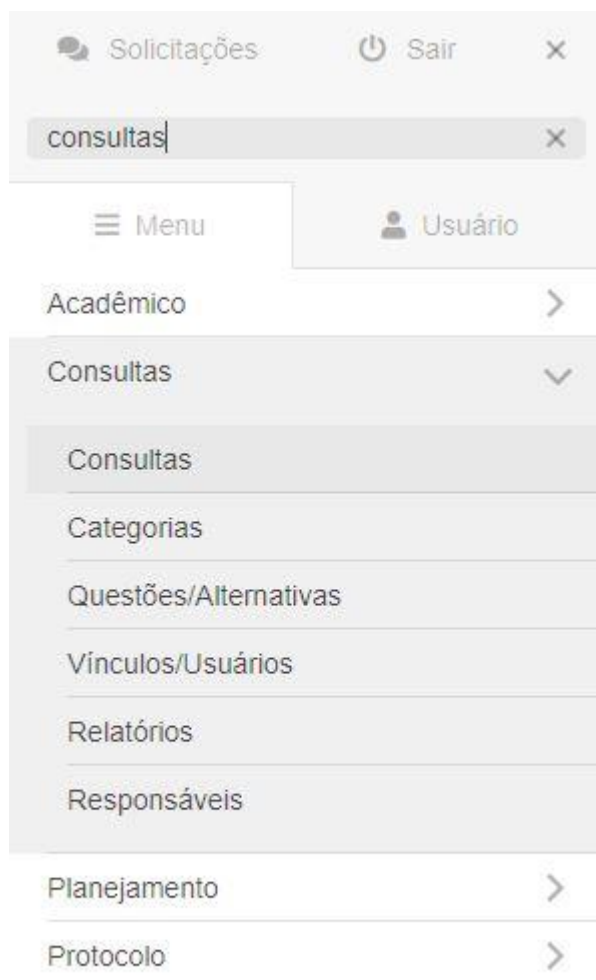 Solicitações Sair
consultas
Menu Usuário
Acadêmico
Consultas
Consultas
Categorias
Questões/Alternativas
Vínculos/Usuários
Relatórios
Responsáveis
Planejamento
Protocolo